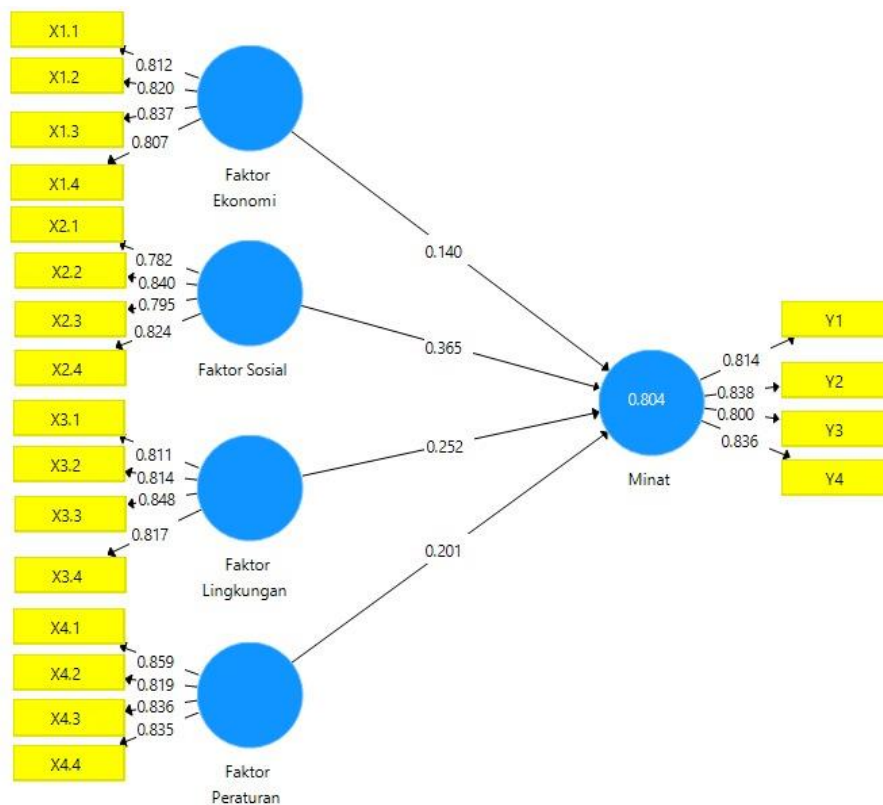 X1.1
0.812
X1.2
0.820
X1.3
0.837
0.807
X1.4
Faktor
Ekonomi
X2.1
0.782
X2.2
0.840
X2.3
0.795
0.824
X2.4
Faktor Sosial
X3.1
0.811
X3.2
0.814
0.848
X3.3
0.817
X3.4
Faktor
Lingkungan
X4.1
0.859
X4.2
0.819
0.836
X4.3
0.835
X4.4
Faktor
Peraturan
0.140
0.365
0.252
0.201
0.804
Minat
Y1
0.814
Y2
0.838
0.800
Y3
0.836
Y4